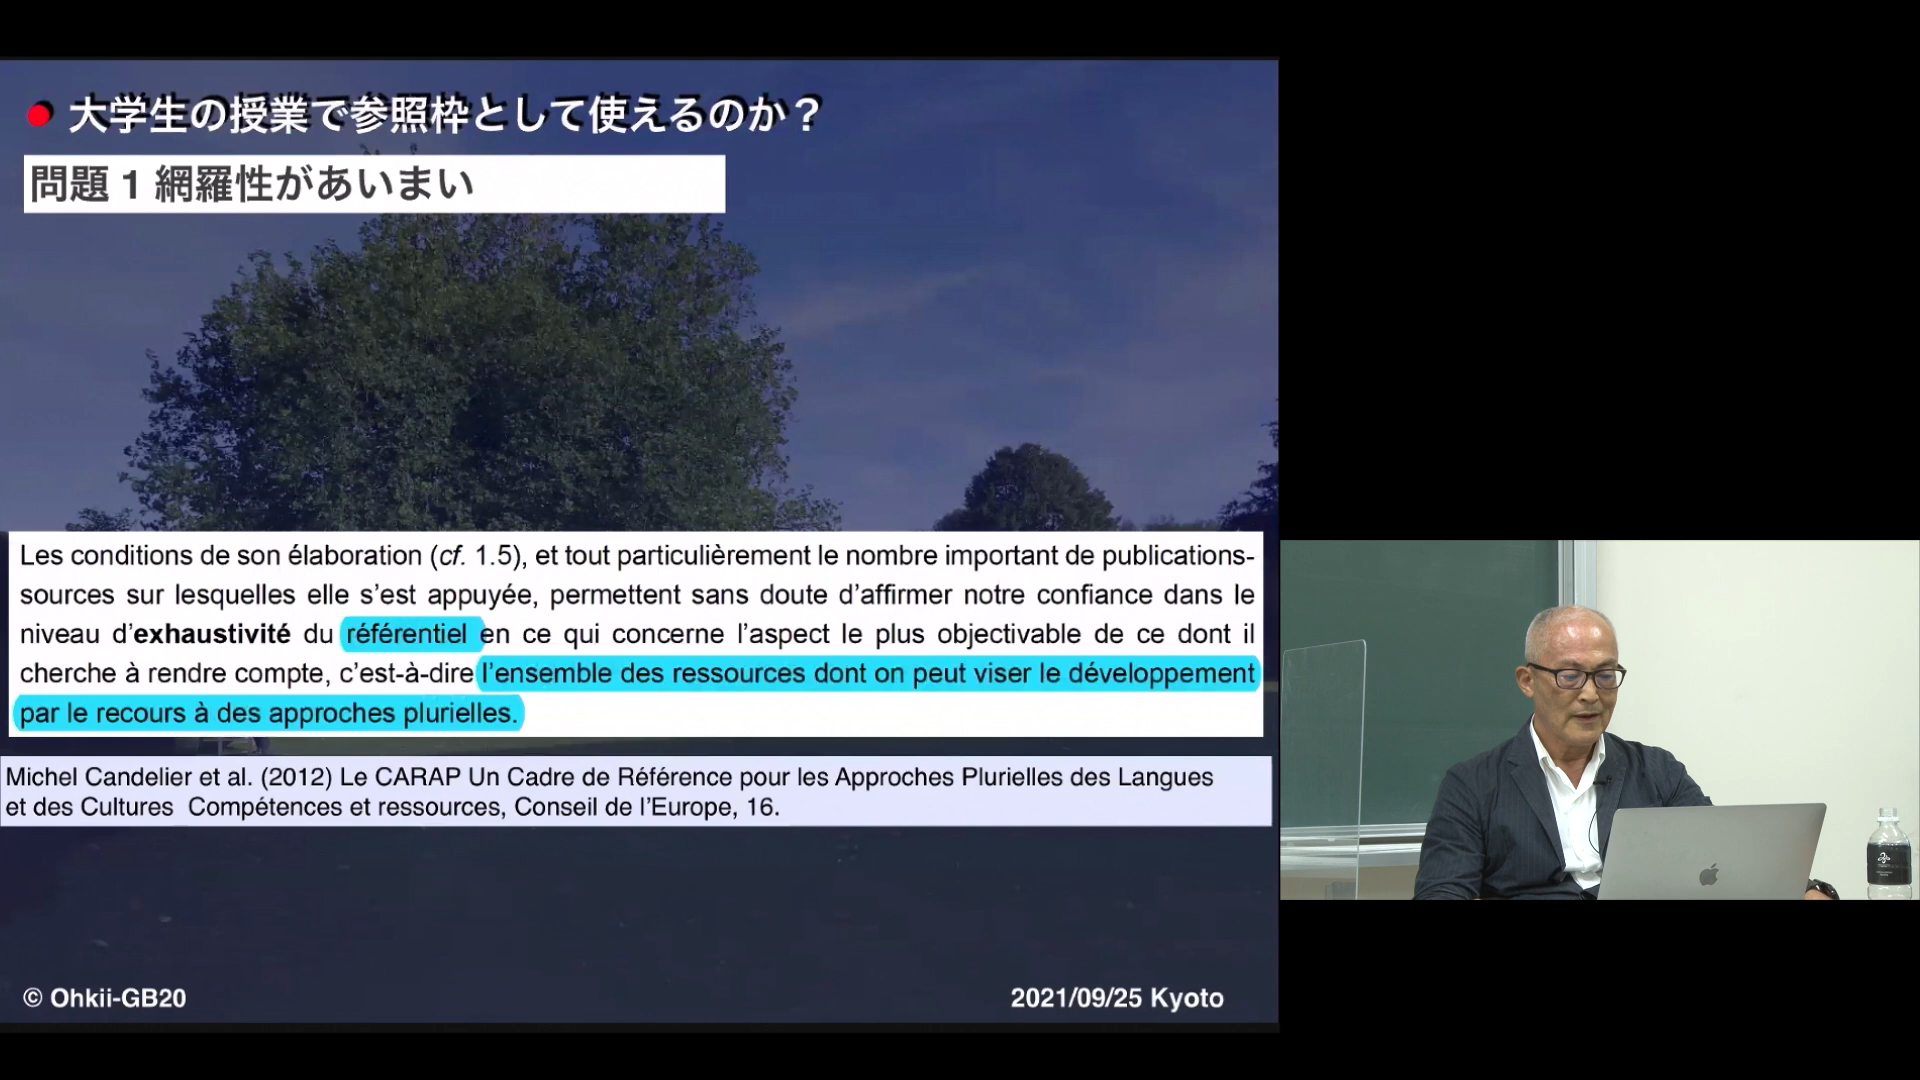 大学生の授業で参照枠として使えるのか？
問題 1 網羅性があいまい
Les conditions de son élaboration (cf. 1.5), et tout particulièrement le nombre important de publications-
sources sur lesquelles elle s’est appuyée, permettent sans doute d’affirmer notre confiance dans le
niveau d’exhaustivité du référentiel en ce qui concerne l’aspect le plus objectivable de ce dont il
cherche à rendre compte, c’est-à-dire l’ensemble des ressources dont on peut viser le développement
par le recours à des approches plurielles.
Michel Candelier et al. (2012) Le CARAP Un Cadre de Référence pour les Approches Plurielles des Langues
et des Cultures Compétences et ressources, Conseil de l’Europe, 16.
© Ohkii-GB20
2021/09/25 Kyoto